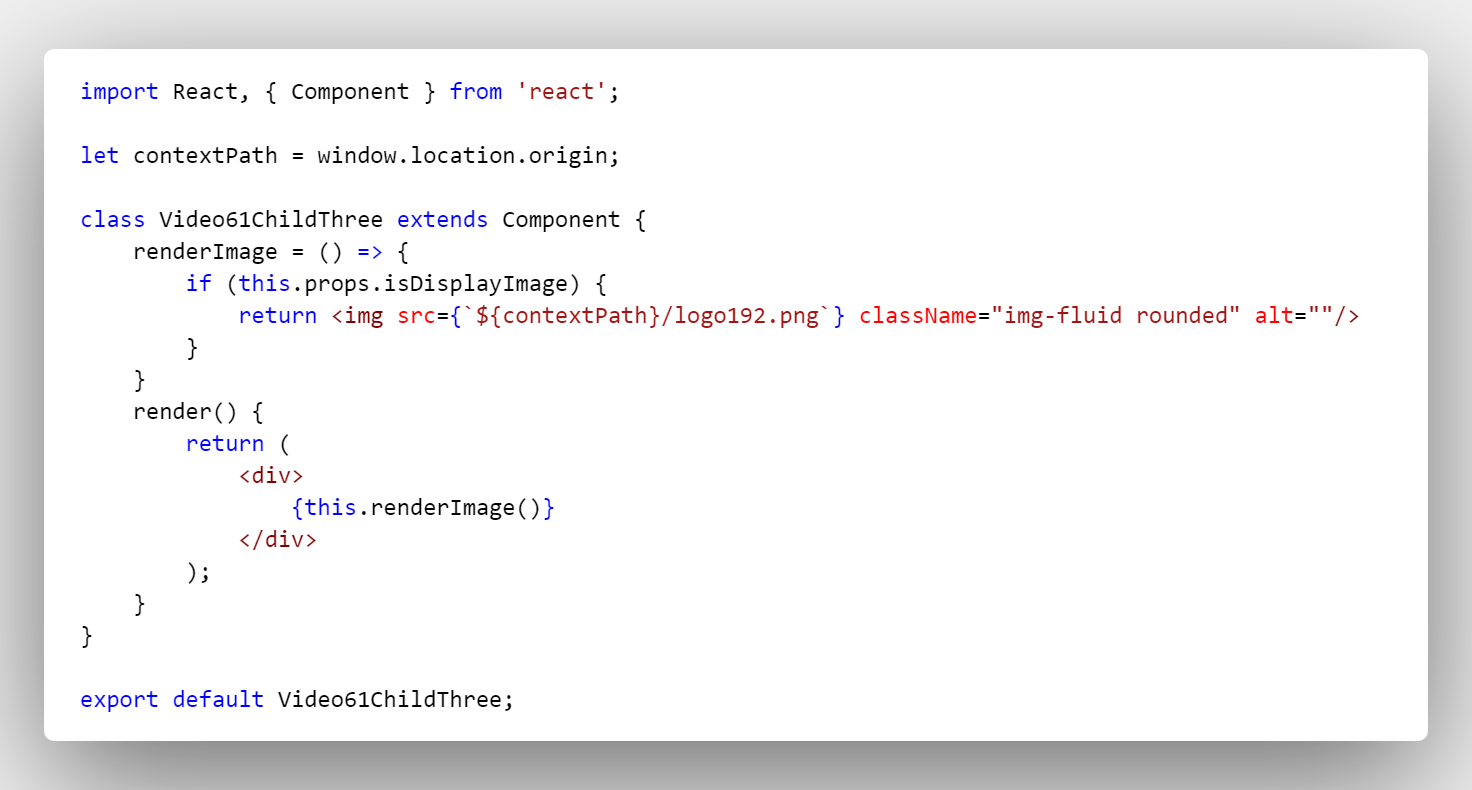 import React, { Component } from 'react';

let contextPath = window.location.origin;

class Video61ChildThree extends Component {
    renderImage = () => {
        if (this.props.isDisplayImage) {
            return <img src={`${contextPath}/logo192.png`} className="img-fluid rounded" alt=""/>
        }
    }
    render() {
        return (
            <div>
                {this.renderImage()}
            </div>
        );
    }
}

export default Video61ChildThree;